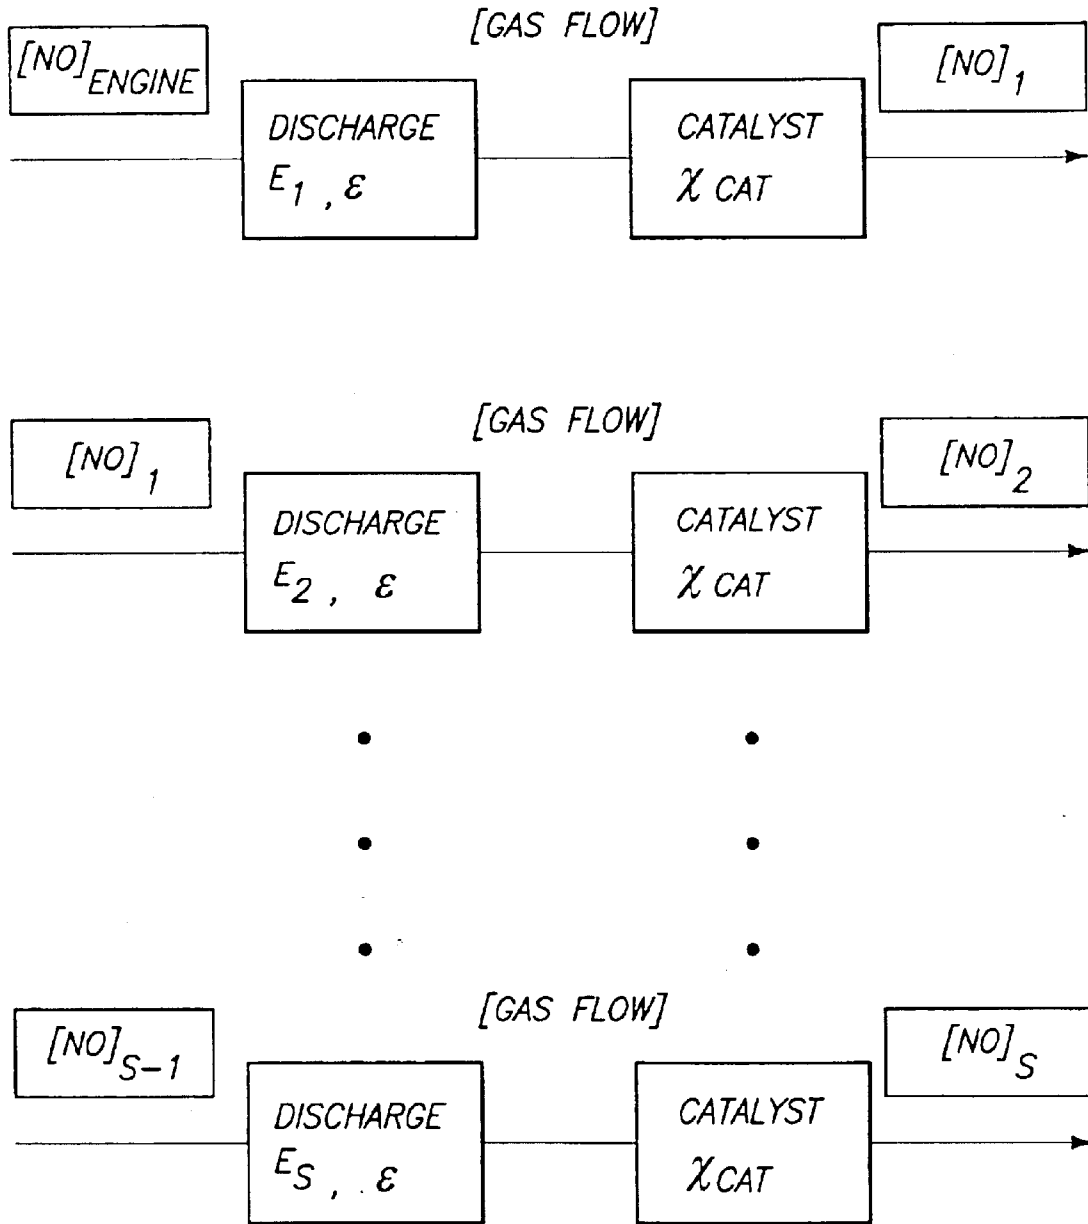 [GAS FLOW]
[NO]ENGINE
[NO]1
DISCHARGE
E1 , ε
CATALYST
χ CAT
[GAS FLOW]
[NO]1
[NO]2
DISCHARGE
E2 , ε
CATALYST
χ CAT
[GAS FLOW]
[NO]S-1
[NO]S
DISCHARGE
ES , ε
CATALYST
χ CAT